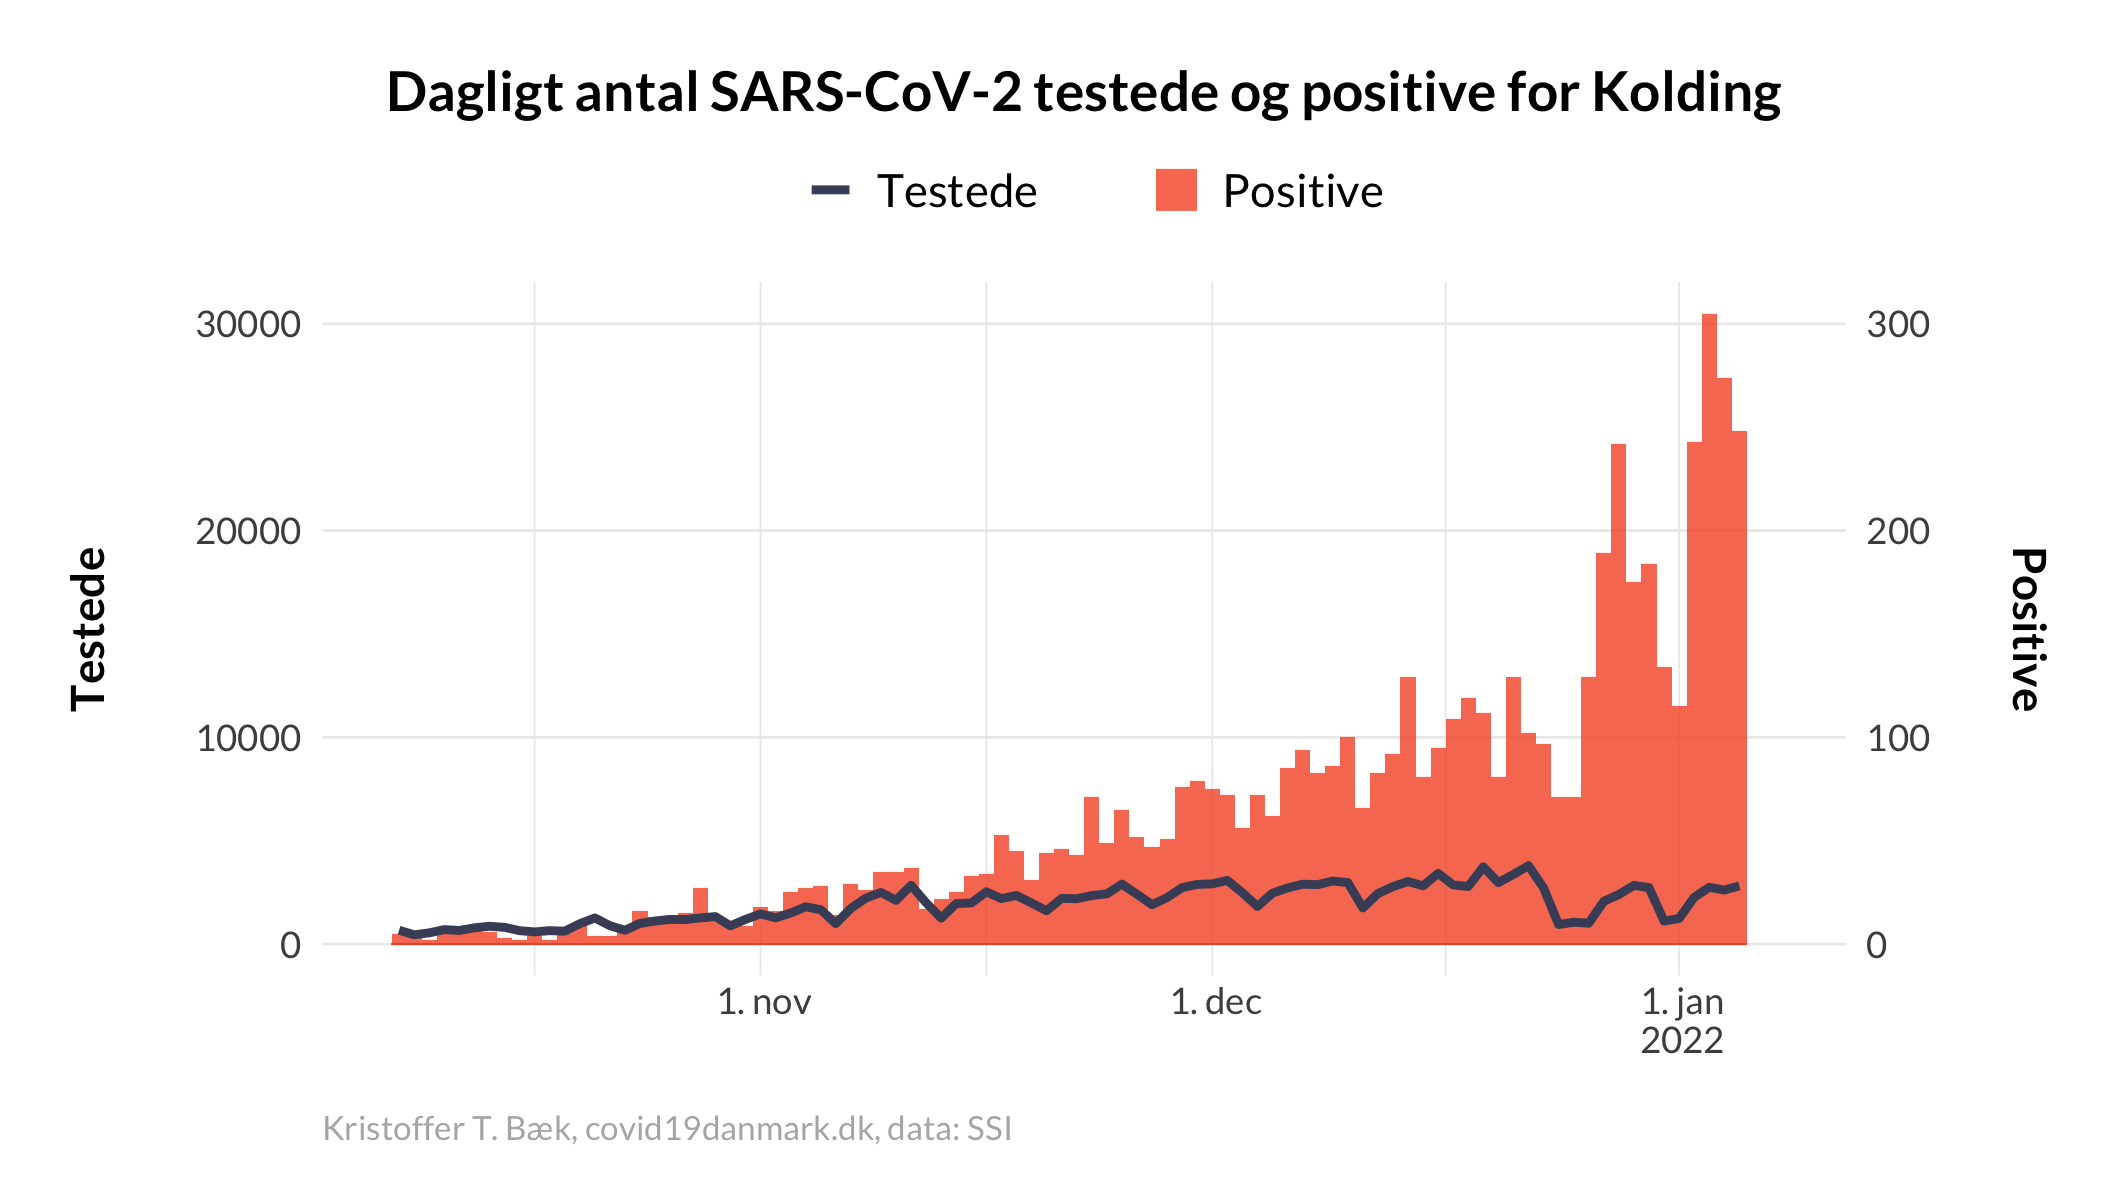 Dagligt antal SARS-CoV-2 testede og positive for Kolding
Testede
Positive
30000
20000
10000
0
Testede
300
200
100
0
Positive
1. nov
1. dec
1. jan
2022
Kristoffer T. Bæk, covid19danmark.dk, data: SSI